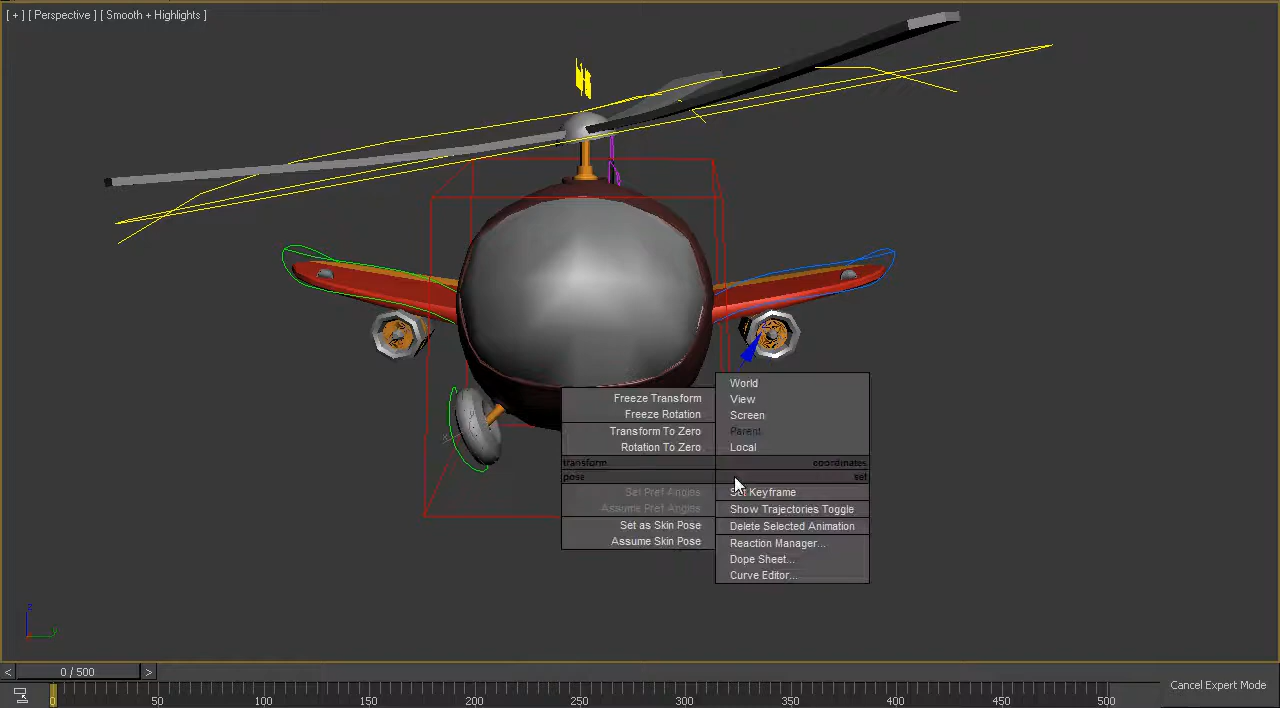 [ + ] [ Perspective ] [ Smooth + Highlights ]
World
View
Screen
Parent
Local
Freeze Transform
Freeze Rotation
Transform To Zero
Rotation To Zero
transform
coordinates
pose
set
Set Pref Angles
Assume Pref Angles
Set as Skin Pose
Assume Skin Pose
Set Keyframe
Show Trajectories Toggle
Delete Selected Animation
Reaction Manager...
Dope Sheet...
Curve Editor...
z
y
< 0 / 500 >
0 50 100 150 200 250 300 350 400 450 500
Cancel Expert Mode